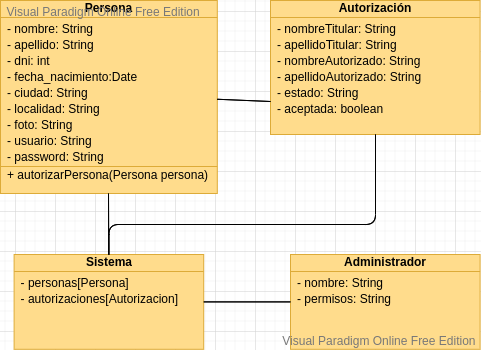 Persona
Visual Paradigm Online Free Edition
- nombre: String
- apellido: String
- dni: int
- fecha_nacimiento:Date
- ciudad: String
- localidad: String
- foto: String
- usuario: String
- password: String
+ autorizarPersona(Persona persona)
Autorización
- nombreTitular: String
- apellidoTitular: String
- nombreAutorizado: String
- apellidoAutorizado: String
- estado: String
- aceptada: boolean
Sistema
- personas[Persona]
- autorizaciones[Autorizacion]
Administrador
- nombre: String
- permisos: String
Visual Paradigm Online Free Edition